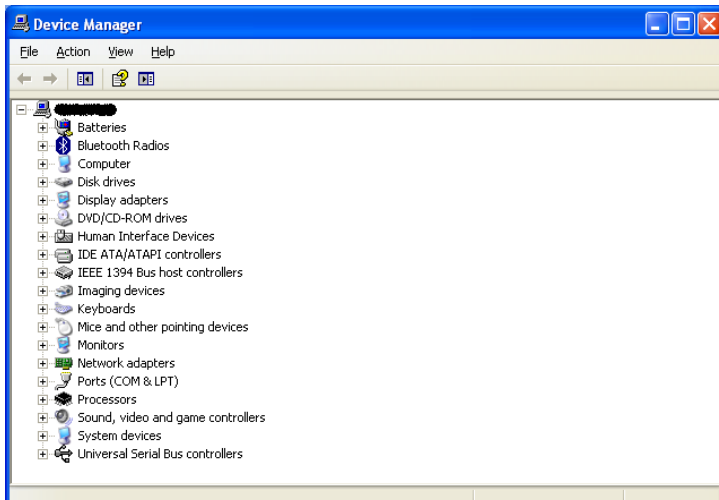 Device Manager
File Action View Help
Batteries
Bluetooth Radios
Computer
Disk drives
Display adapters
DVD/CD-ROM drives
Human Interface Devices
IDE ATA/ATAPI controllers
IEEE 1394 Bus host controllers
Imaging devices
Keyboards
Mice and other pointing devices
Monitors
Network adapters
Ports (COM & LPT)
Processors
Sound, video and game controllers
System devices
Universal Serial Bus controllers